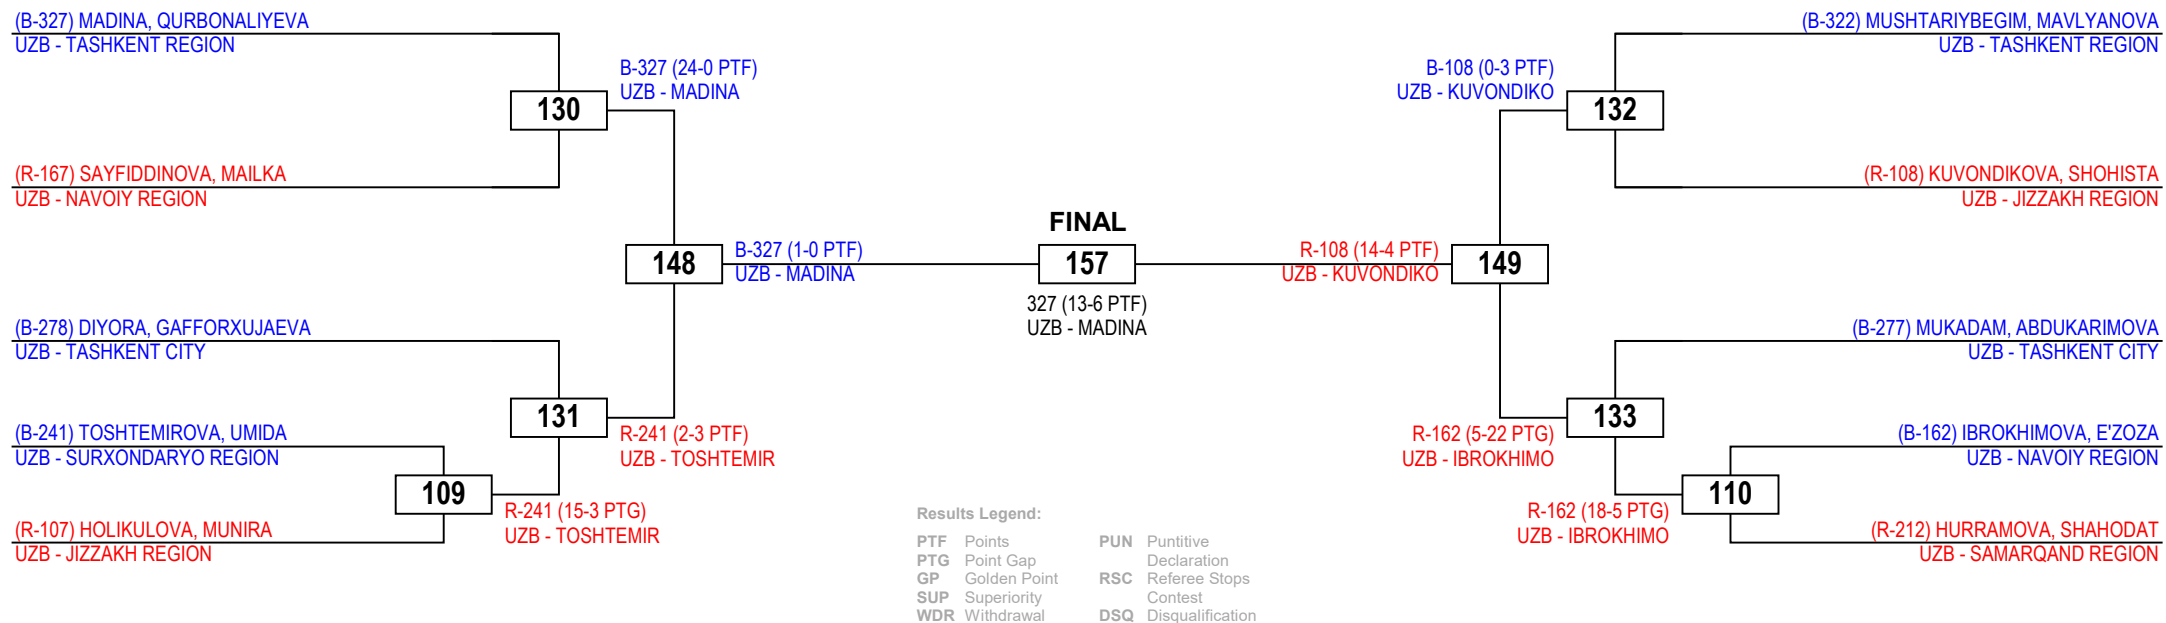 (B-327) MADINA, QURBONALIYEVA
UZB - TASHKENT REGION
B-327 (24-0 PTF)
UZB - MADINA
130
(R-167) SAYFIDDINOVA, MAILKA
UZB - NAVOIY REGION
148
B-327 (1-0 PTF)
UZB - MADINA
(B-278) DIYORA, GAFFORXUJAEVA
UZB - TASHKENT CITY
131
R-241 (2-3 PTF)
UZB - TOSHTEMIR
(B-241) TOSHTEMIROVA, UMIDA
UZB - SURXONDARYO REGION
109
R-241 (15-3 PTG)
UZB - TOSHTEMIR
(R-107) HOLIKULOVA, MUNIRA
UZB - JIZZAKH REGION
FINAL
157
327 (13-6 PTF)
UZB - MADINA
(B-322) MUSHTARIYBEGIM, MAVLYANOVA
UZB - TASHKENT REGION
B-108 (0-3 PTF)
UZB - KUVONDIKO
132
(R-108) KUVONDIKOVA, SHOHISTA
UZB - JIZZAKH REGION
R-108 (14-4 PTF)
UZB - KUVONDIKO
149
(B-277) MUKADAM, ABDUKARIMOVA
UZB - TASHKENT CITY
133
R-162 (5-22 PTG)
UZB - IBROKHIMO
(B-162) IBROKHIMOVA, E'ZOZA
UZB - NAVOIY REGION
110
R-162 (18-5 PTG)
UZB - IBROKHIMO
(R-212) HURRAMOVA, SHAHODAT
UZB - SAMARQAND REGION
Results Legend:
PTF Points
PTG Point Gap
GP Golden Point
SUP Superiority
WDR Withdrawal
PUN Puntitive
Declaration
RSC Referee Stops
Contest
DSQ Disqualification